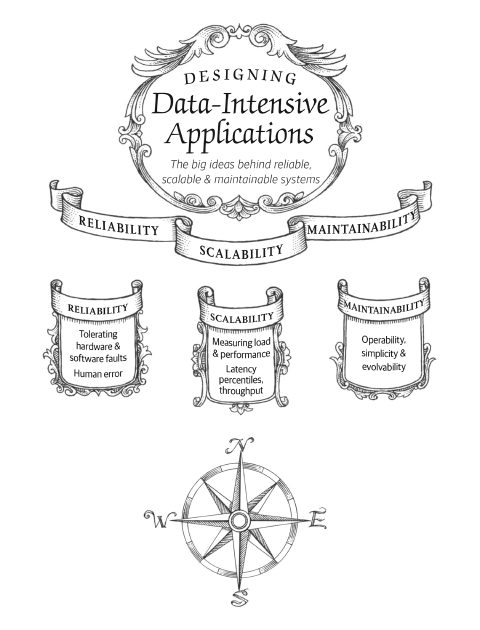 DESIGNING
Data-Intensive
Applications
The big ideas behind reliable,
scalable & maintainable systems
RELIABILITY
SCALABILITY
MAINTAINABILITY
RELIABILITY
Tolerating
hardware &
software faults
Human error
SCALABILITY
Measuring load
& performance
Latency
percentiles,
throughput
MAINTAINABILITY
Operability,
simplicity &
evolvability
N
W
E
S